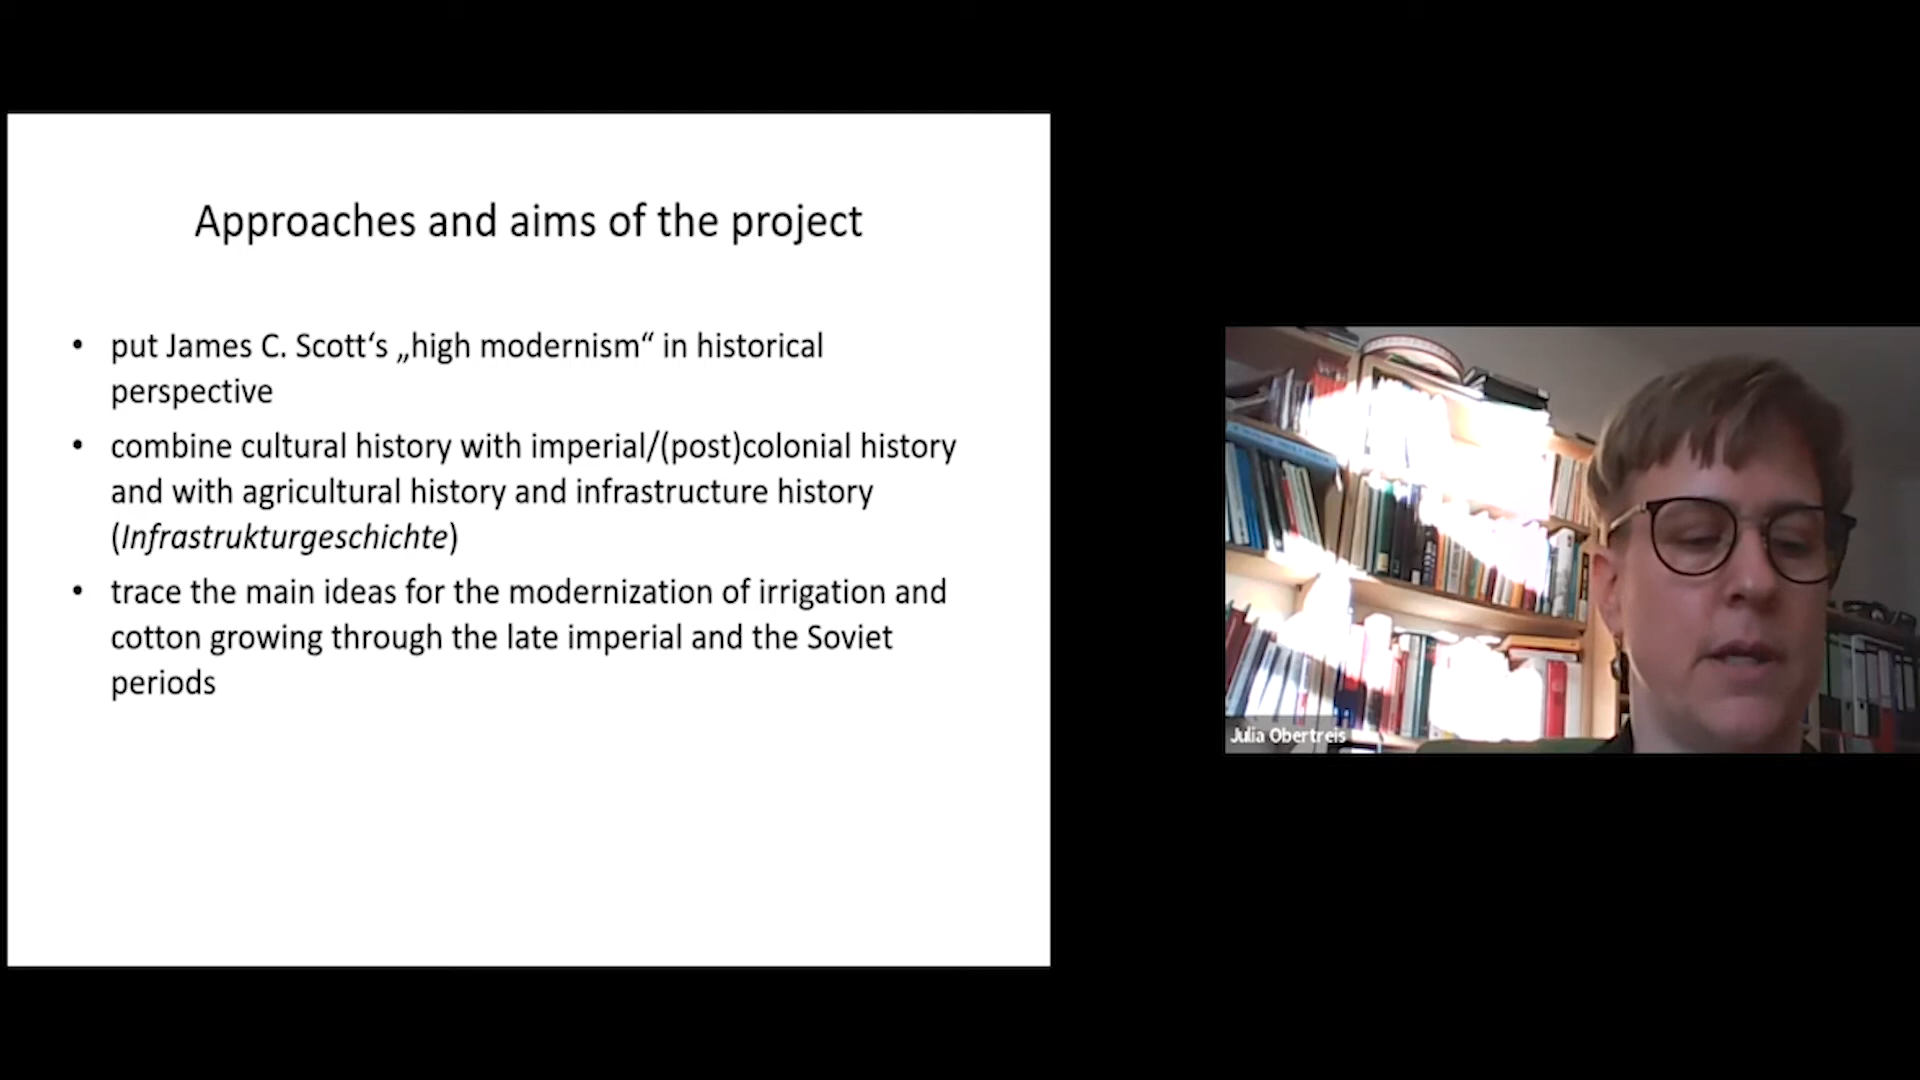 Approaches and aims of the project
• put James C. Scott‘s „high modernism“ in historical
perspective
• combine cultural history with imperial/(post)colonial history
and with agricultural history and infrastructure history
(Infrastrukturgeschichte)
• trace the main ideas for the modernization of irrigation and
cotton growing through the late imperial and the Soviet
periods
Julia Obertreis